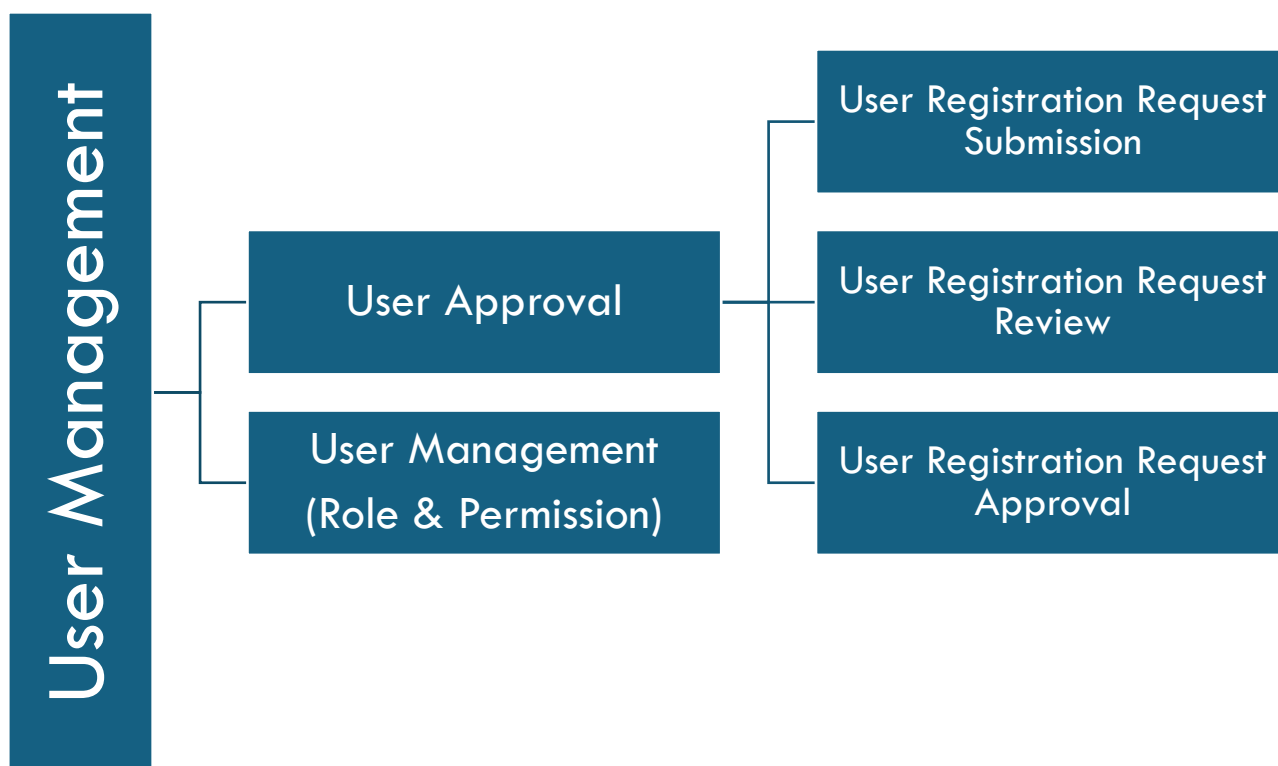 User Management
User Approval
User Management
(Role & Permission)
User Registration Request
Submission
User Registration Request
Review
User Registration Request
Approval